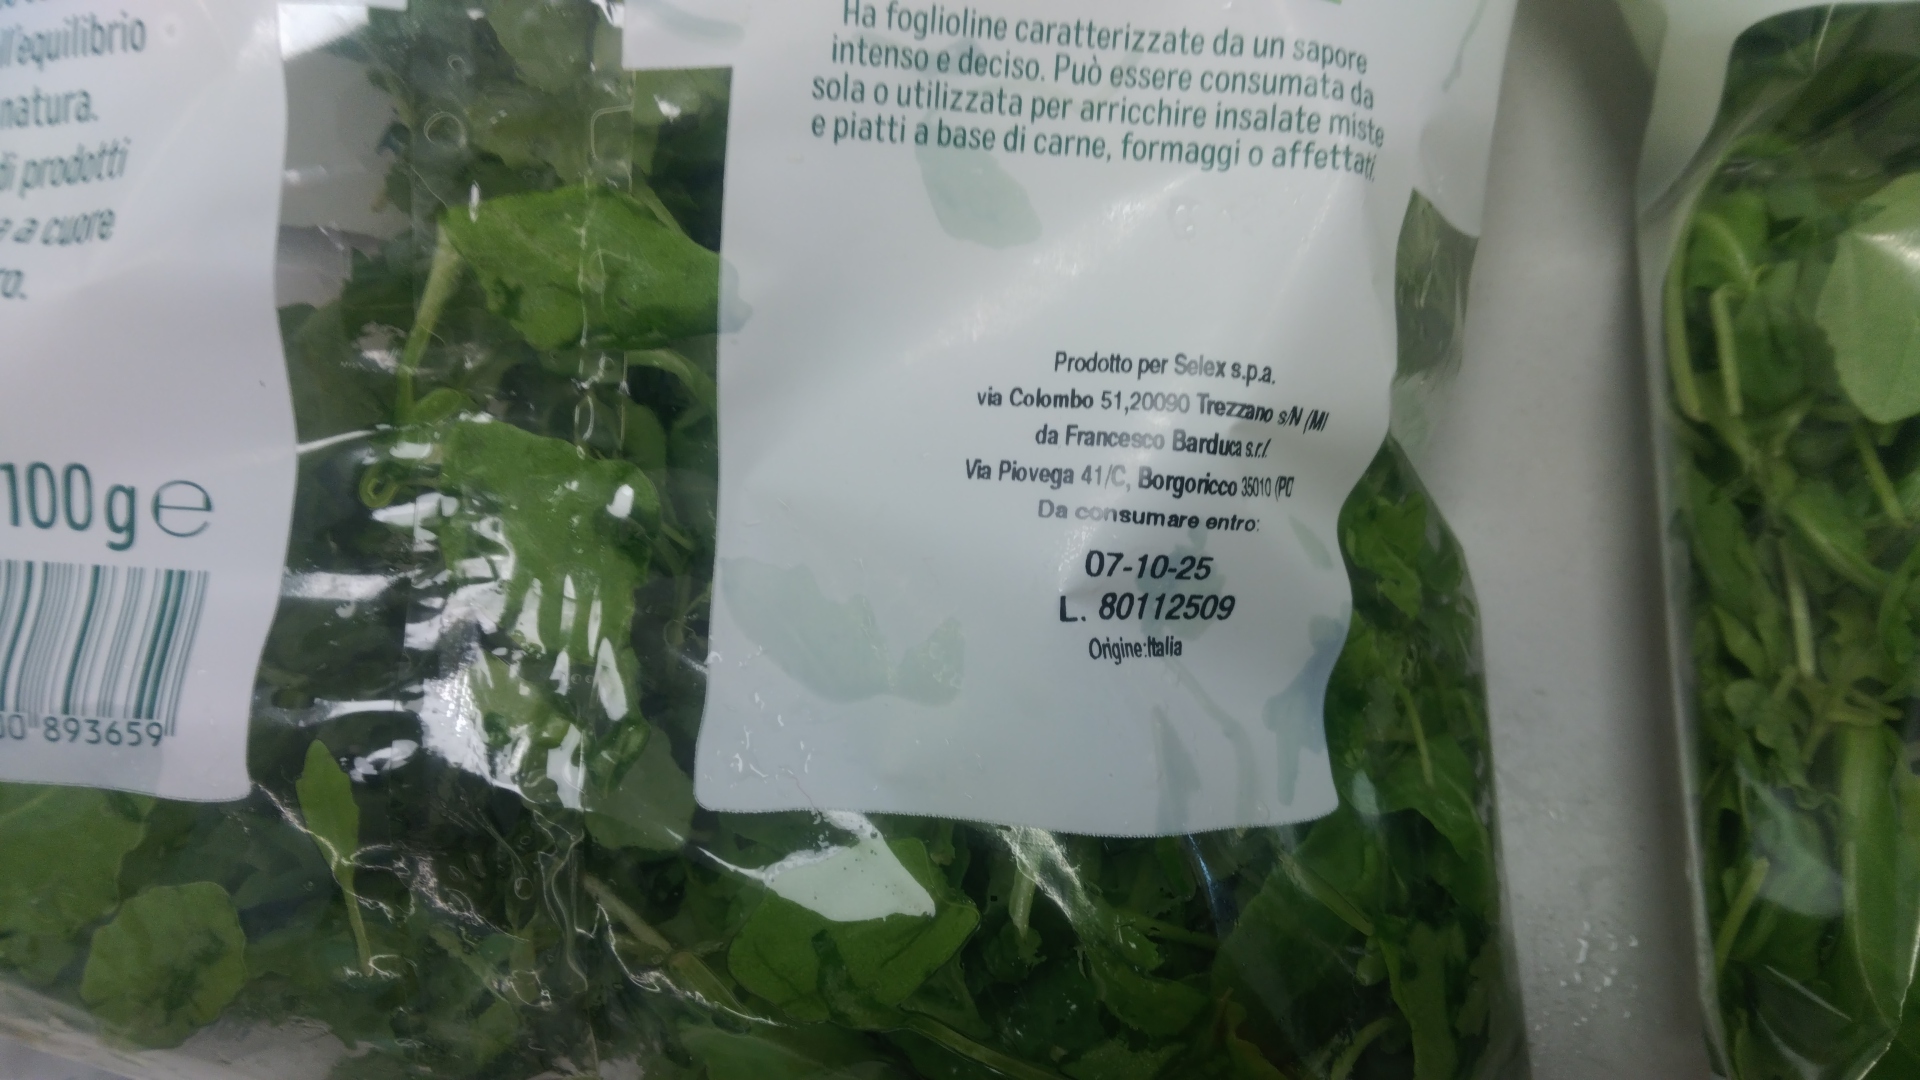 l'equilibrio
natura.
di prodotti
a cuore
100 g e
893659
Ha foglioline caratterizzate da un sapore
intenso e deciso. Può essere consumata da
sola o utilizzata per arricchire insalate miste
e piatti a base di carne, formaggi o affettati.
Prodotto per Selex s.p.a.
via Colombo 51,20090 Trezzano s/N (MI
da Francesco Barduca s.r.l
Via Piovega 41/C, Borgoricco 35010 (PD
Da consumare entro:
07-10-25
L. 80112509
Origine:Italia